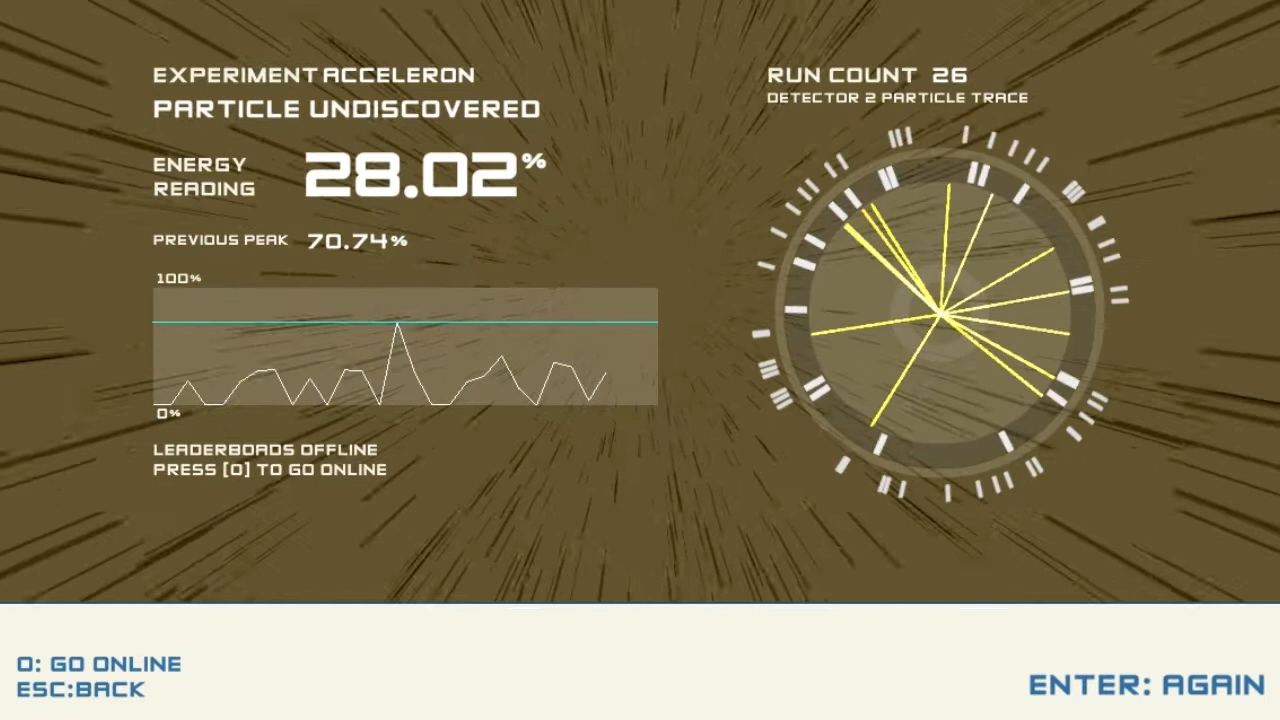 EXPERIMENT ACCELERON
PARTICLE UNDISCOVERED
ENERGY READING 28.02%
PREVIOUS PEAK 70.74%
100%
0%
LEADERBOARDS OFFLINE
PRESS [O] TO GO ONLINE
RUN COUNT 26
DETECTOR 2 PARTICLE TRACE
O: GO ONLINE
ESC:BACK
ENTER: AGAIN